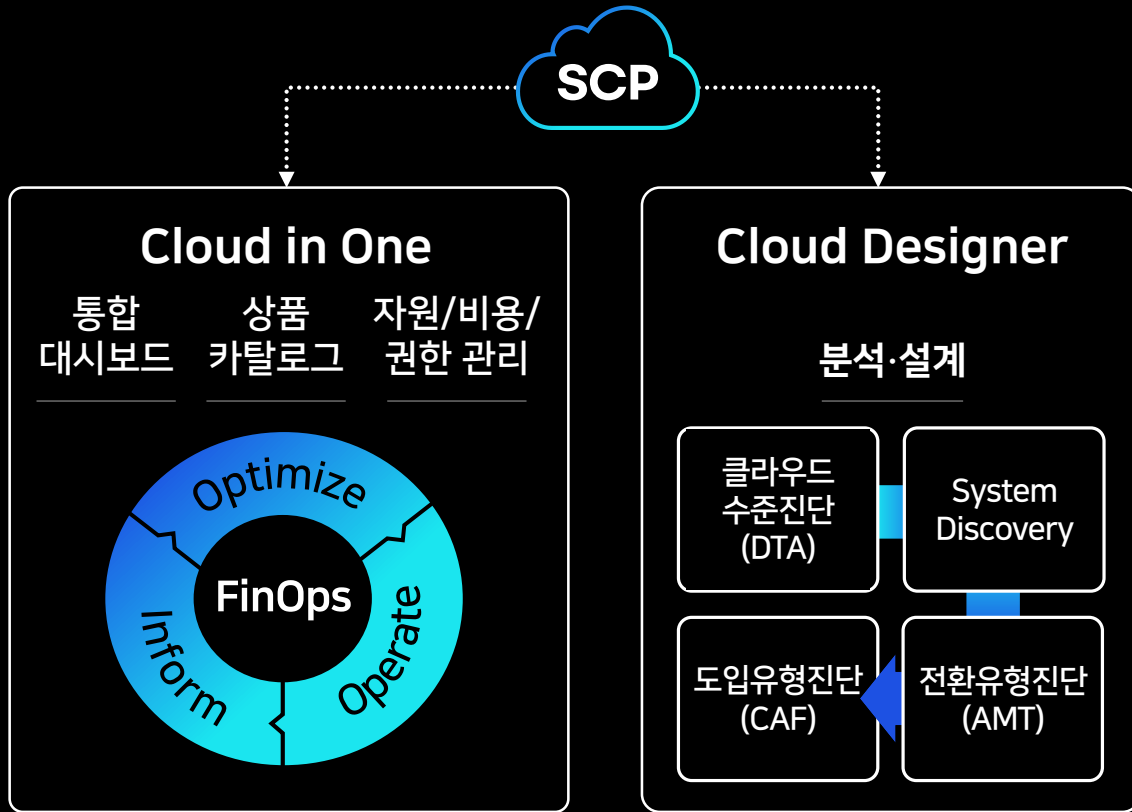 SCP
Cloud in One
통합
대시보드
상품
카탈로그
자원/비용/
권한 관리
Optimize
FinOps
Inform
Operate
Cloud Designer
분석·설계
클라우드
수준진단
(DTA)
System
Discovery
도입유형진단
(CAF)
전환유형진단
(AMT)